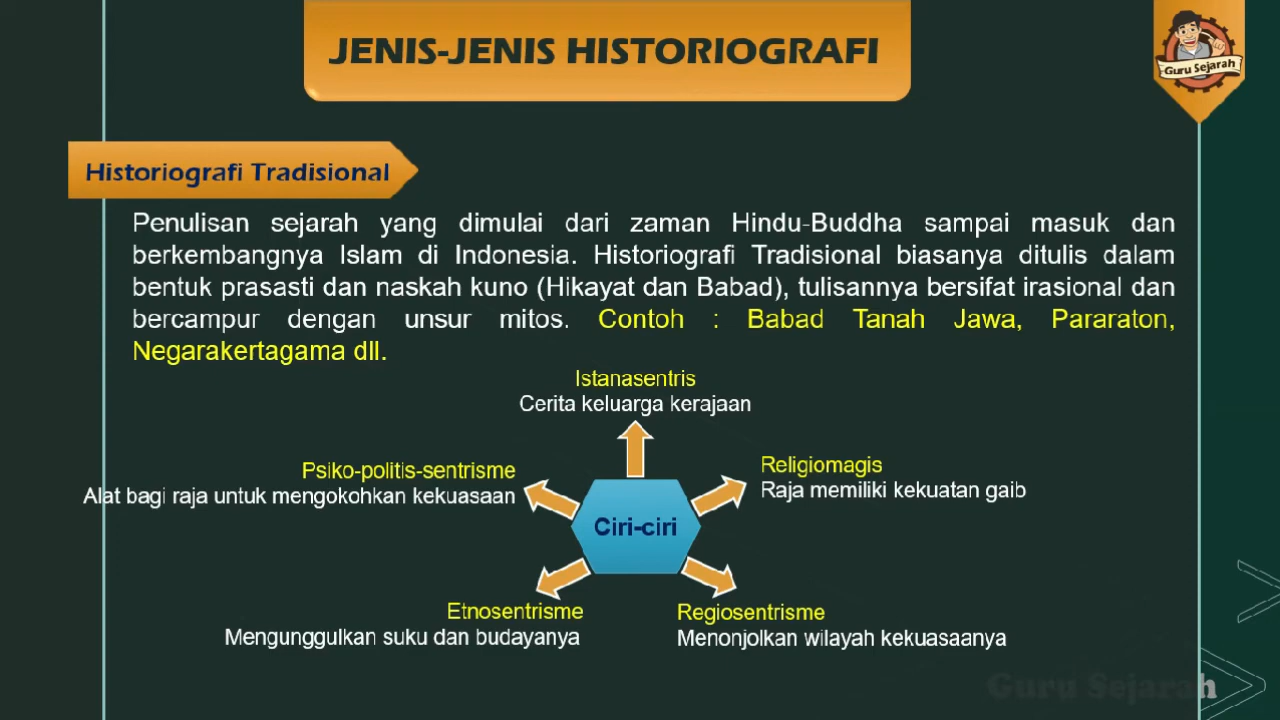 JENIS-JENIS HISTORIOGRAFI
Guru Sejarah
Historiografi Tradisional
Penulisan sejarah yang dimulai dari zaman Hindu-Buddha sampai masuk dan
berkembangnya Islam di Indonesia. Historiografi Tradisional biasanya ditulis dalam
bentuk prasasti dan naskah kuno (Hikayat dan Babad), tulisannya bersifat irasional dan
bercampur dengan unsur mitos. Contoh : Babad Tanah Jawa, Pararaton,
Negarakertagama dll.
Istanasentris
Cerita keluarga kerajaan
Psiko-politis-sentrisme
Alat bagi raja untuk mengokohkan kekuasaan
Religiomagis
Raja memiliki kekuatan gaib
Ciri-ciri
Etnosentrisme
Mengunggulkan suku dan budayanya
Regiosentrisme
Menonjolkan wilayah kekuasaanya
Guru Sejarah